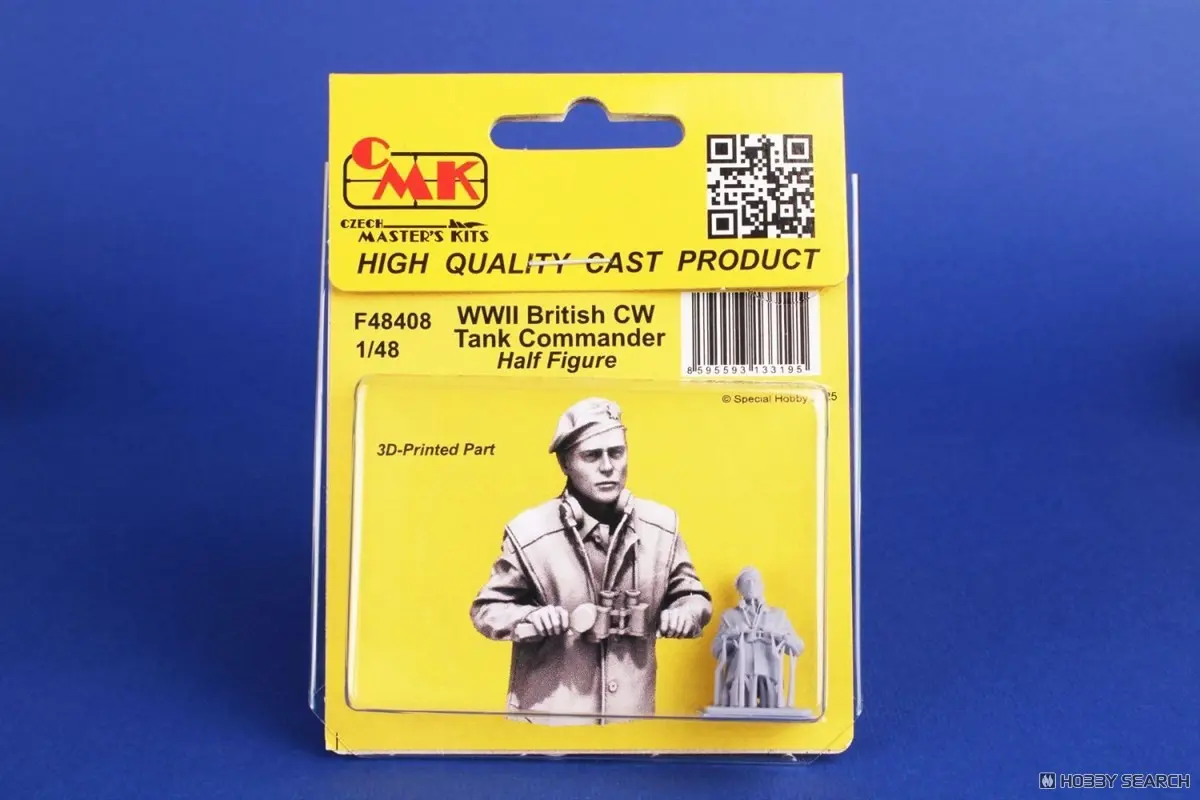 CMK
CZECH
MASTER'S KITS
HIGH QUALITY CAST PRODUCT
F48408
1/48
WWII British CW
Tank Commander
Half Figure
8 595593 133195
© Special Hobby 25
3D-Printed Part
HOBBY SEARCH